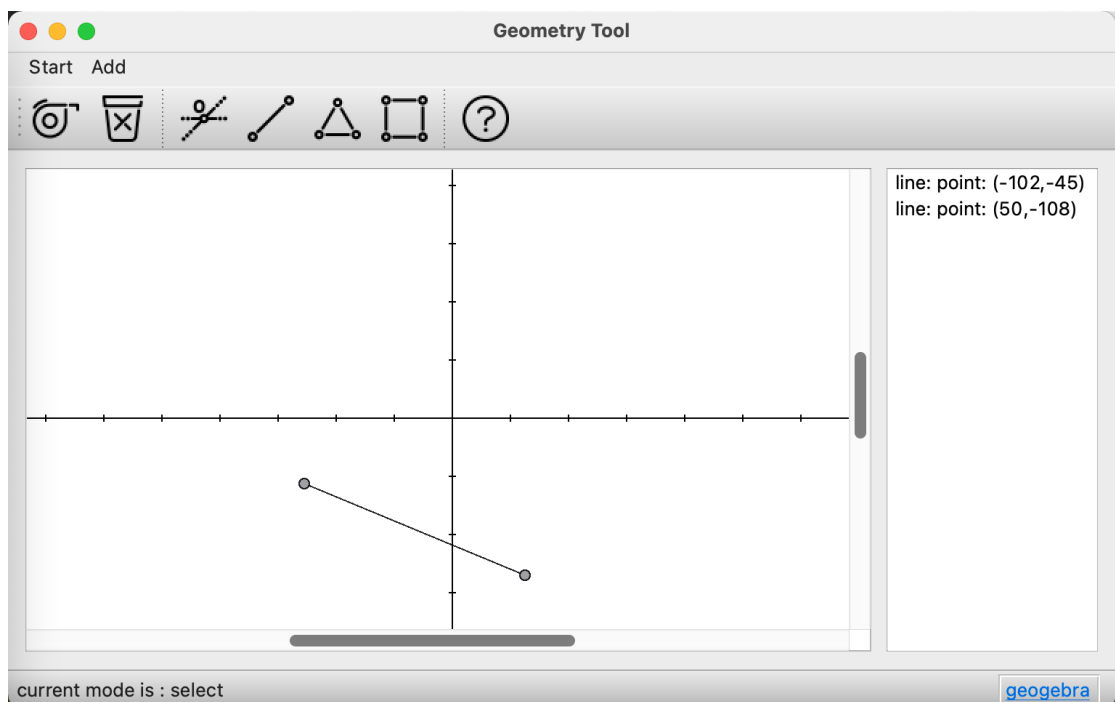 Geometry Tool
Start Add
line: point: (-102,-45)
line: point: (50,-108)
current mode is : select
geogebra